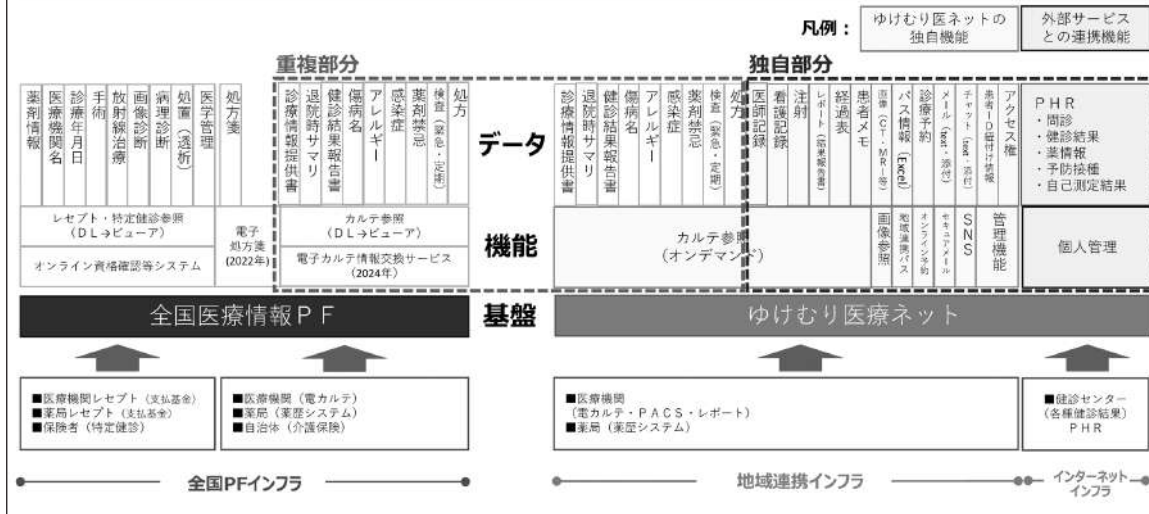 凡例：
ゆけむり医ネットの
独自機能
外部サービス
との連携機能
重複部分
独自部分
薬剤情報
医療機関名
診療年月日
手術
放射線治療
画像診断
病理診断
処置（透析）
医学管理
処方箋
診療情報提供書
退院時サマリ
健診結果報告書
傷病名
アレルギー
感染症
薬剤禁忌
検査（緊急・定期）
処方
データ
診療情報提供書
退院時サマリ
健診結果報告書
傷病名
アレルギー
感染症
薬剤禁忌
検査（緊急・定期）
処方
医師記録
看護記録
注射
レポート（結果報告書）
経過表
患者メモ
画像（CT・MRI等）
パス情報（Excel）
診療予約
メール（text・添付）
チャット（text・添付）
患者ID紐付け情報
アクセス権
PHR
・問診
・健診結果
・薬情報
・予防接種
・自己測定結果
レセプト・特定健診参照
（DL→ビューア）
オンライン資格確認等システム
電子
処方箋
(2022年)
カルテ参照
（DL→ビューア）
電子カルテ情報交換サービス
(2024年)
機能
カルテ参照
（オンデマンド）
画像参照
地域連携パス
オンライン予約
セキュアメール
SNS
管理機能
個人管理
全国医療情報PF
基盤
ゆけむり医療ネット
■医療機関レセプト（支払基金）
■薬局レセプト（支払基金）
■保険者（特定健診）
■医療機関（電カルテ）
■薬局（薬歴システム）
■自治体（介護保険）
■医療機関
（電カルテ・PACS・レポート）
■薬局（薬歴システム）
■健診センター
（各種健診結果）
PHR
全国PFインフラ
地域連携インフラ
インターネット
インフラ